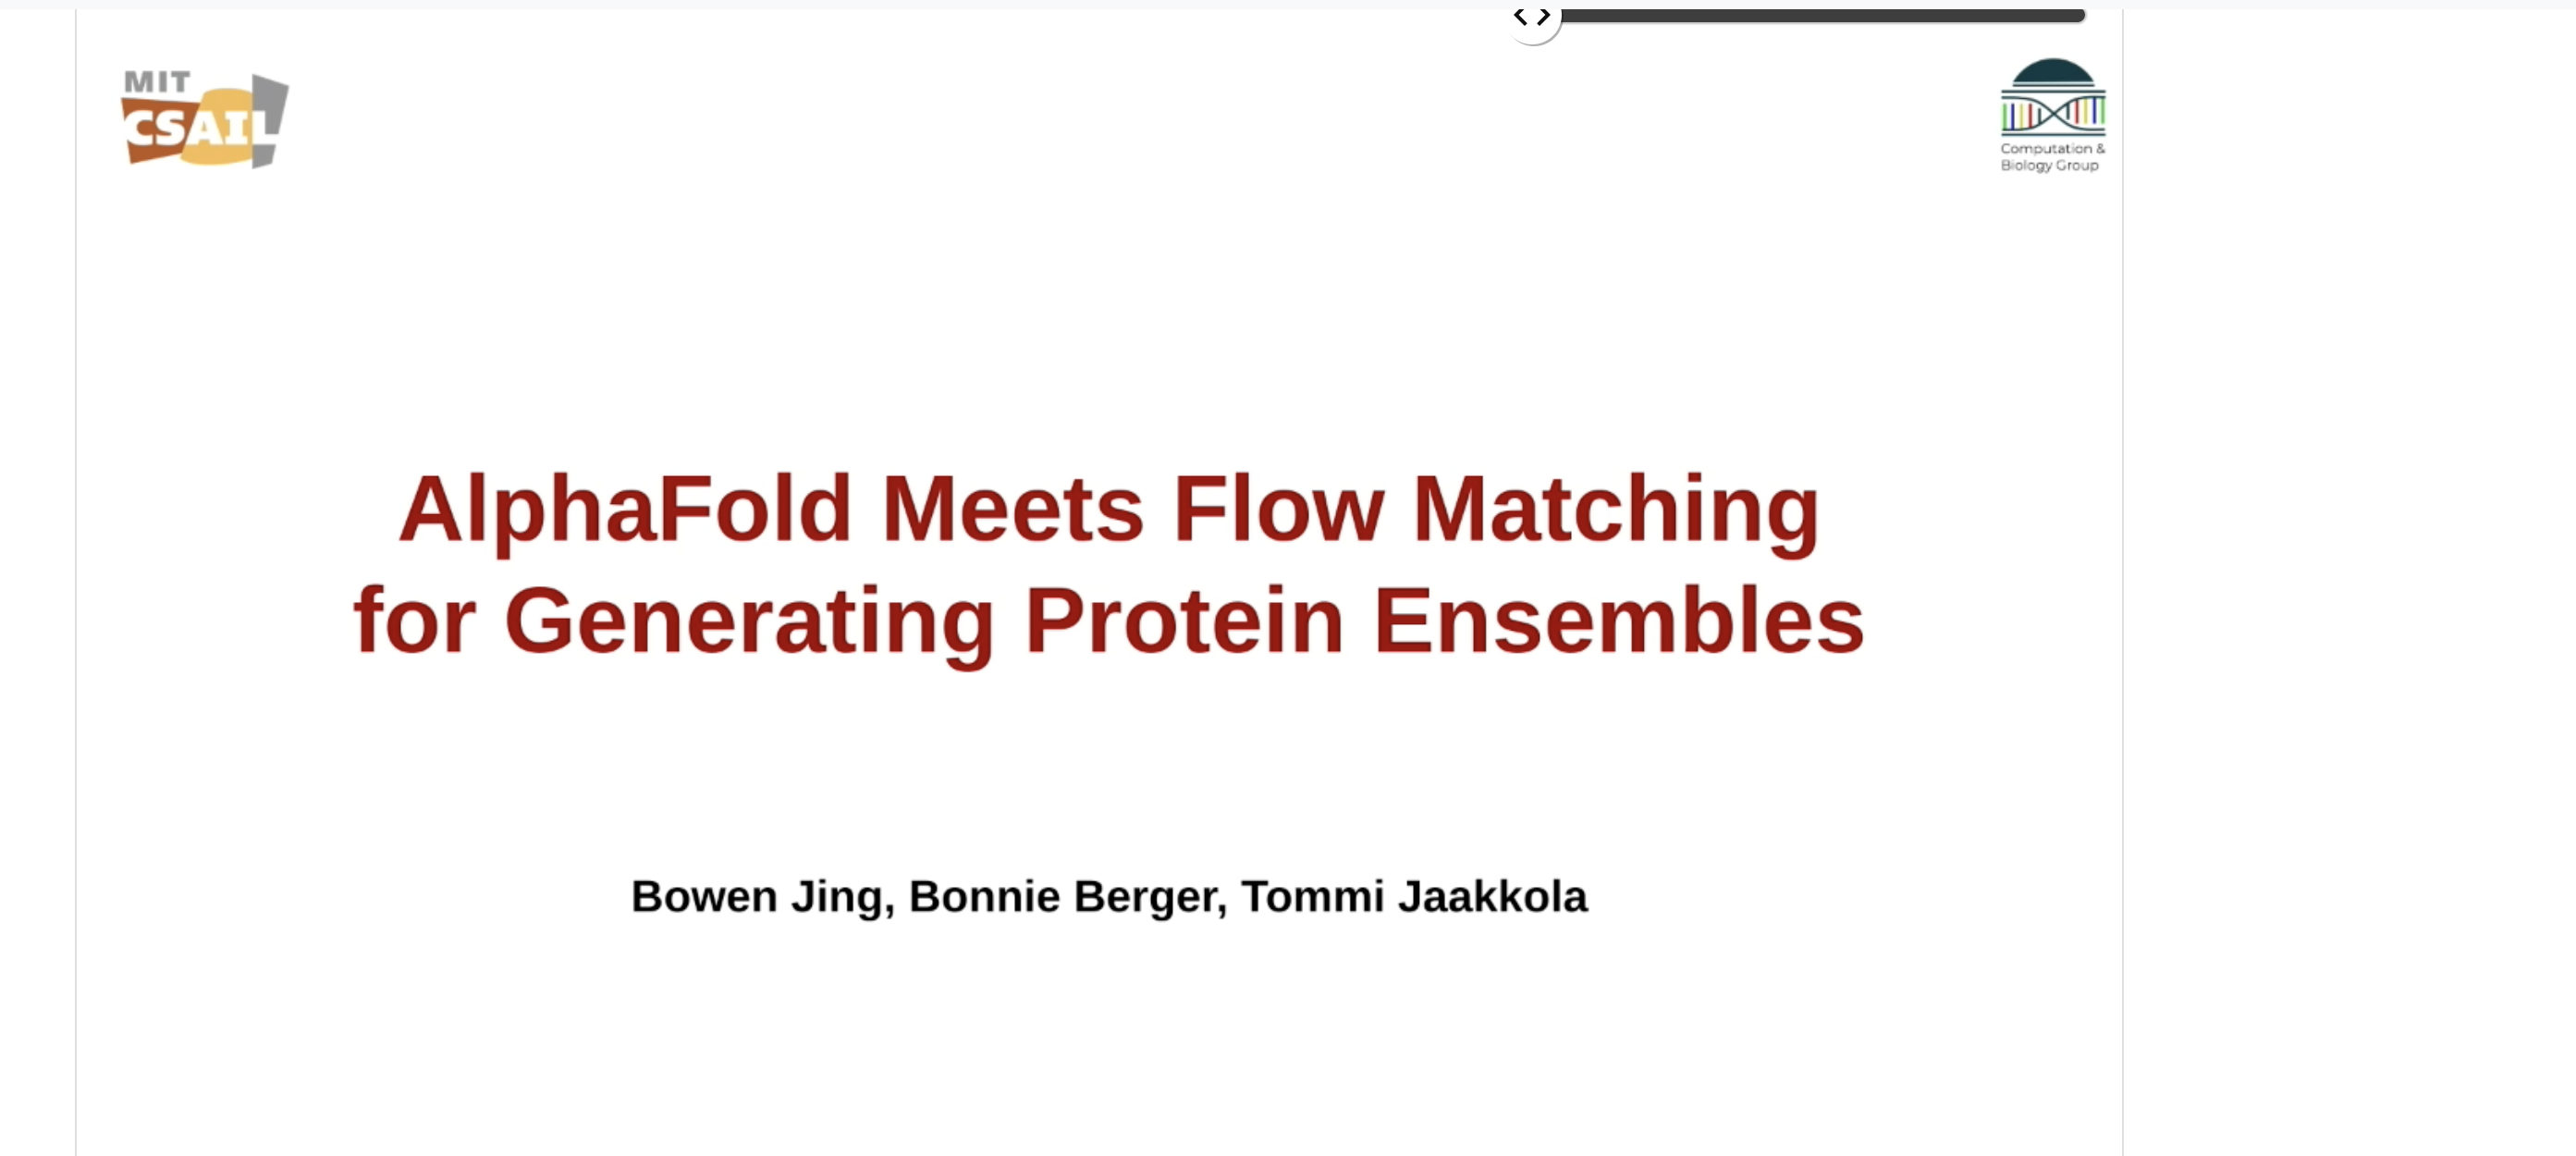 MIT
CSAIL
Computation &
Biology Group
AlphaFold Meets Flow Matching
for Generating Protein Ensembles
Bowen Jing, Bonnie Berger, Tommi Jaakkola